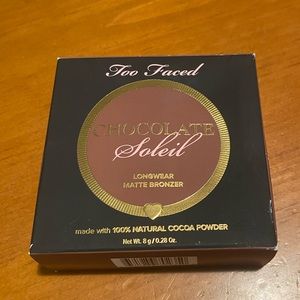 Too Faced
CHOCOLATE
Soleil
LONGWEAR
MATTE BRONZER
made with 100% NATURAL COCOA POWDER
Net Wt. 8 g / 0.28 Oz.